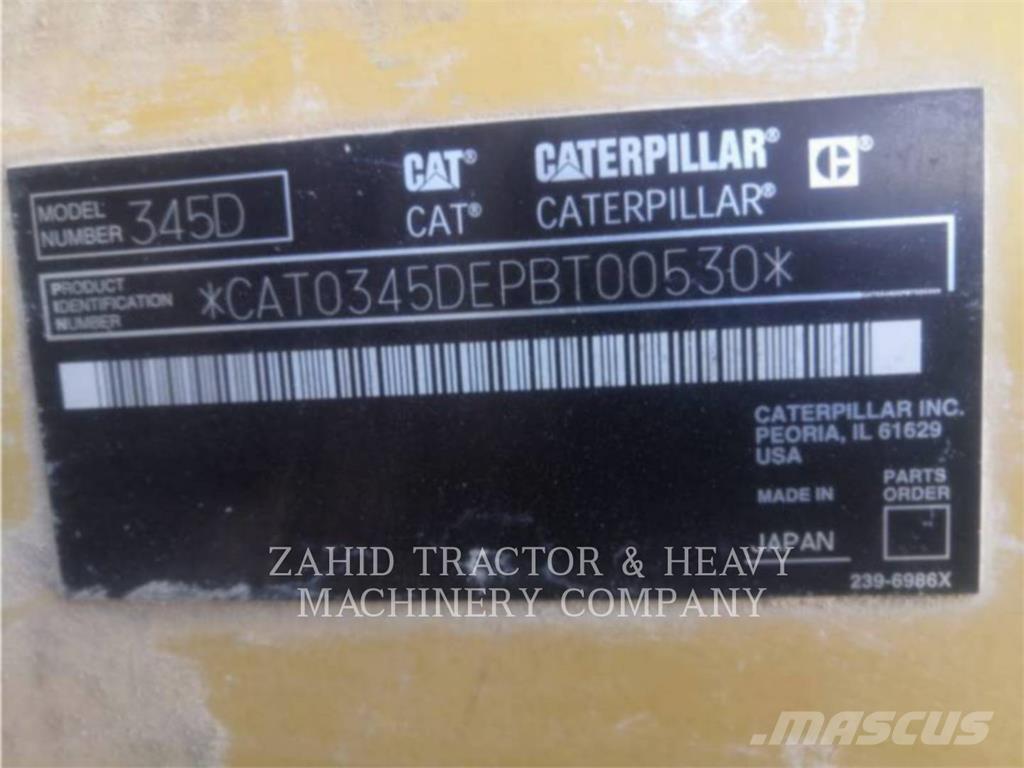 CAT® CATERPILLAR® C®
CAT® CATERPILLAR®
MODEL
NUMBER 345D
PRODUCT
IDENTIFICATION
NUMBER
*CAT0345DEPBT00530*
CATERPILLAR INC.
PEORIA, IL 61629
USA
MADE IN
JAPAN
PARTS
ORDER
239-6986X
ZAHID TRACTOR & HEAVY
MACHINERY COMPANY
MASCUS